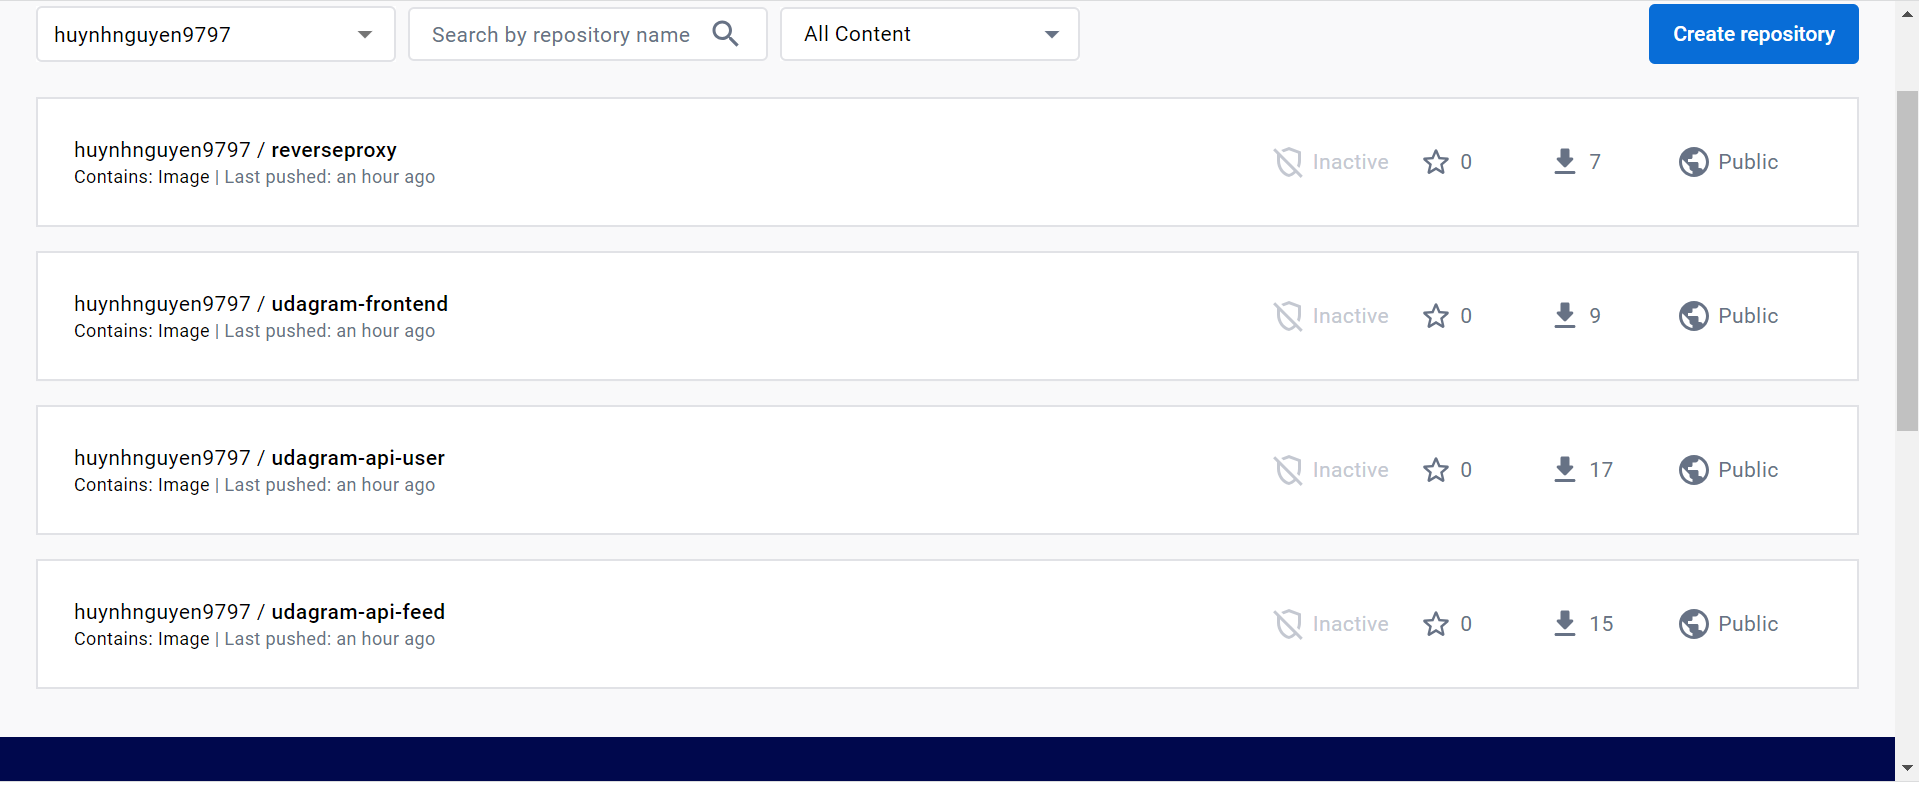 huynhnguyen9797 Search by repository name All Content Create repository
huynhnguyen9797 / reverseproxy
Contains: Image | Last pushed: an hour ago
Inactive 0 7 Public
huynhnguyen9797 / udagram-frontend
Contains: Image | Last pushed: an hour ago
Inactive 0 9 Public
huynhnguyen9797 / udagram-api-user
Contains: Image | Last pushed: an hour ago
Inactive 0 17 Public
huynhnguyen9797 / udagram-api-feed
Contains: Image | Last pushed: an hour ago
Inactive 0 15 Public